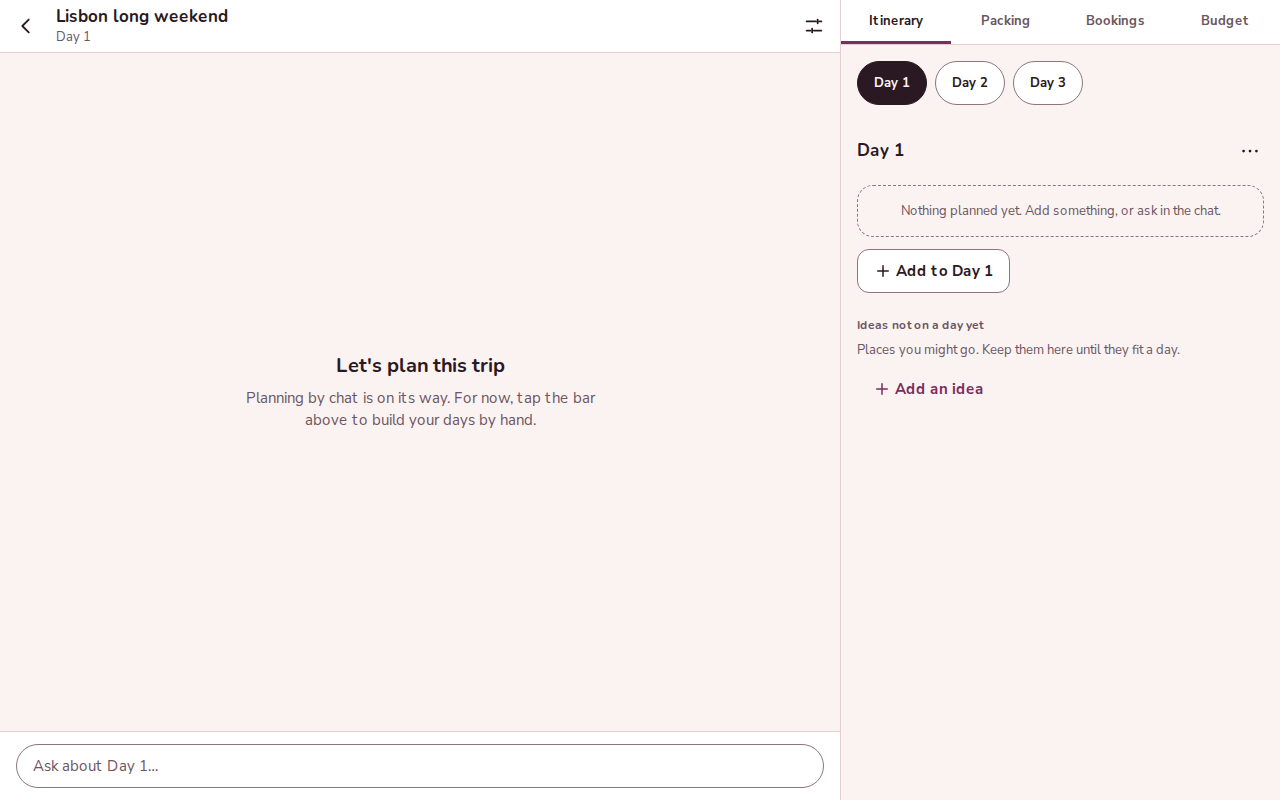 Lisbon long weekend
Day 1
Let's plan this trip
Planning by chat is on its way. For now, tap the bar
above to build your days by hand.
Ask about Day 1...
Itinerary Packing Bookings Budget
Day 1 Day 2 Day 3
Day 1
Nothing planned yet. Add something, or ask in the chat.
Add to Day 1
Ideas not on a day yet
Places you might go. Keep them here until they fit a day.
Add an idea